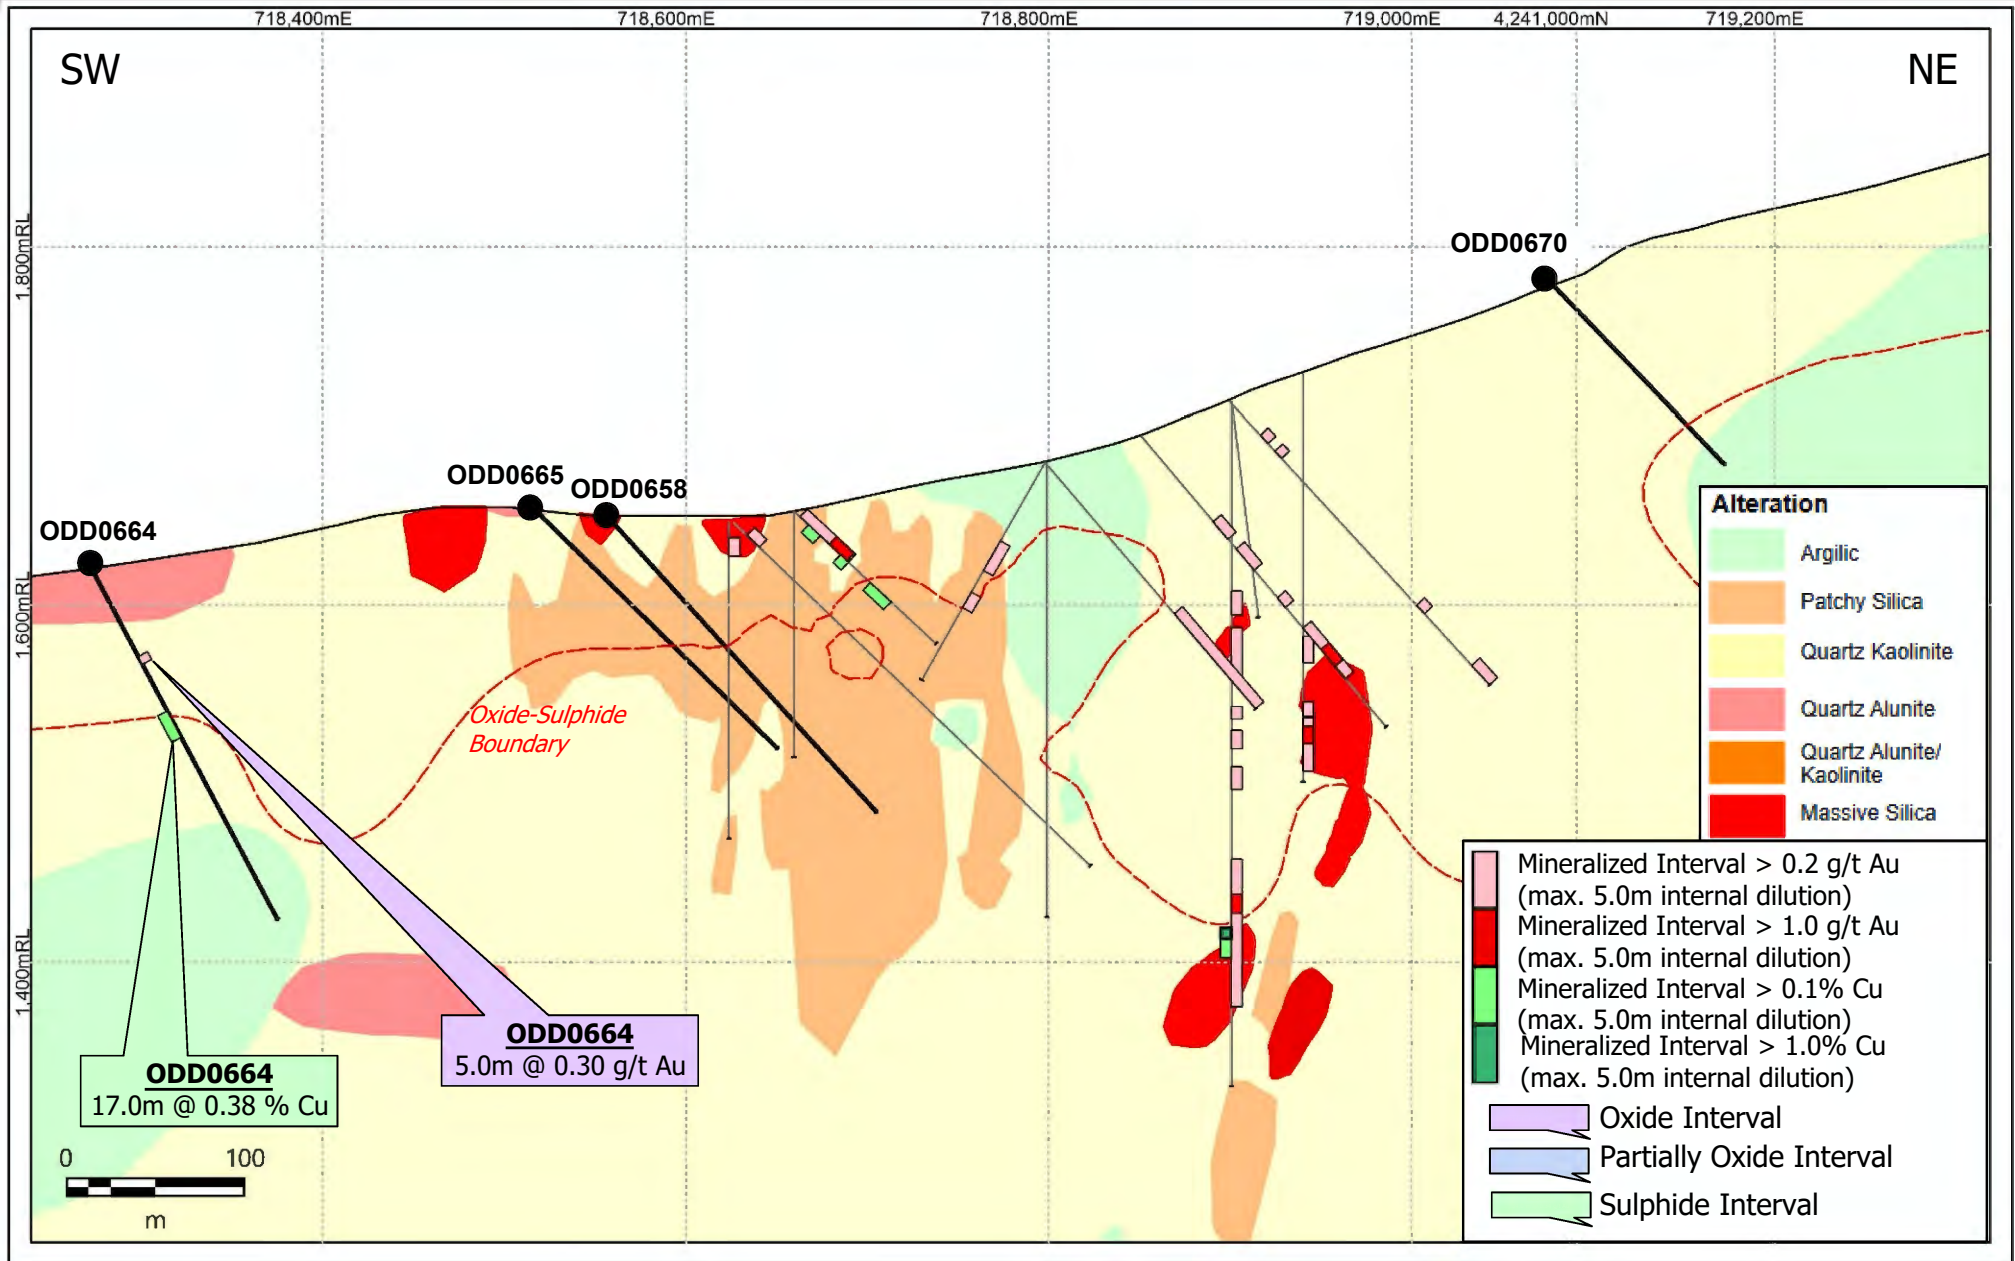 718,400mE 718,600mE 718,800mE 719,000mE 4,241,000mN 719,200mE
SW
NE
1,800mRL
1,600mRL
1,400mRL
ODD0670
ODD0665
ODD0658
ODD0664
Oxide-Sulphide
Boundary
ODD0664
5.0m @ 0.30 g/t Au
ODD0664
17.0m @ 0.38 % Cu
0 100
m
Alteration
Argilic
Patchy Silica
Quartz Kaolinite
Quartz Alunite
Quartz Alunite/
Kaolinite
Massive Silica
Mineralized Interval > 0.2 g/t Au
(max. 5.0m internal dilution)
Mineralized Interval > 1.0 g/t Au
(max. 5.0m internal dilution)
Mineralized Interval > 0.1% Cu
(max. 5.0m internal dilution)
Mineralized Interval > 1.0% Cu
(max. 5.0m internal dilution)
Oxide Interval
Partially Oxide Interval
Sulphide Interval